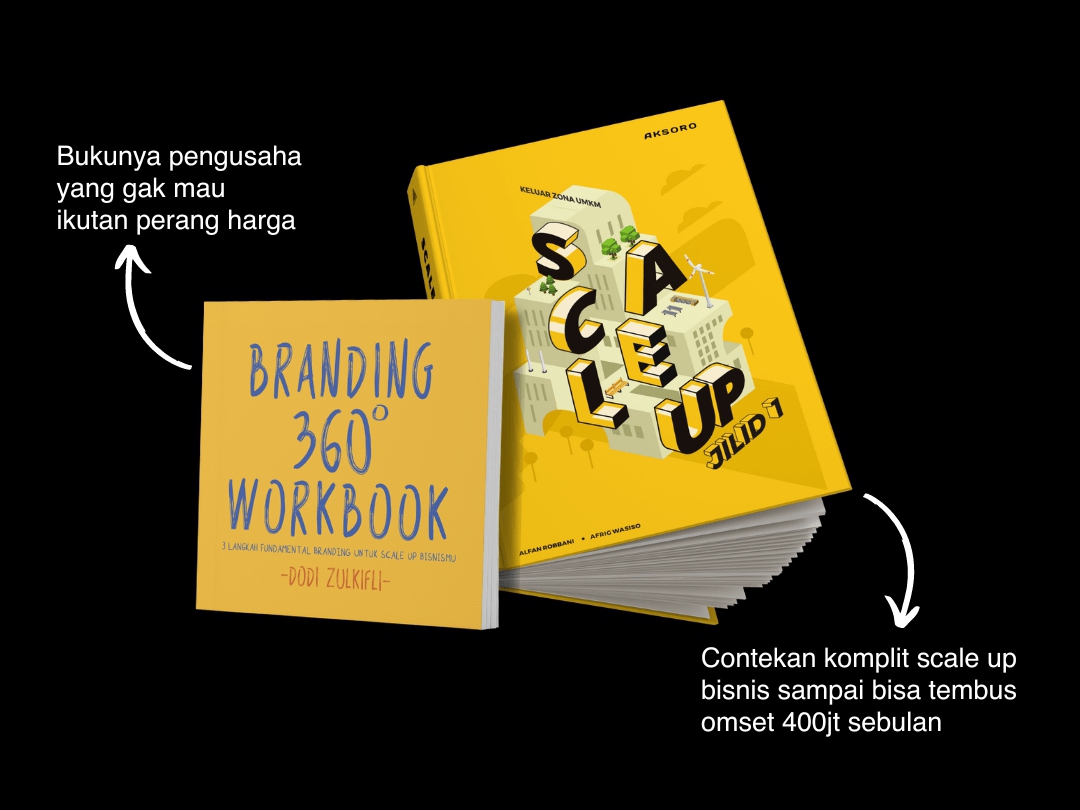 Bukunya pengusaha
yang gak mau
ikutan perang harga
AKSORO
KELUAR ZONA UMKM
SCALE UP
JILID 1
ALFAN ROBBANI • AFRIG WASISO
SCALE
BRANDING
360°
WORKBOOK
3 LANGKAH FUNDAMENTAL BRANDING UNTUK SCALE UP BISNISMU
-DODI ZULKIFLI-
Contekan komplit scale up
bisnis sampai bisa tembus
omset 400jt sebulan